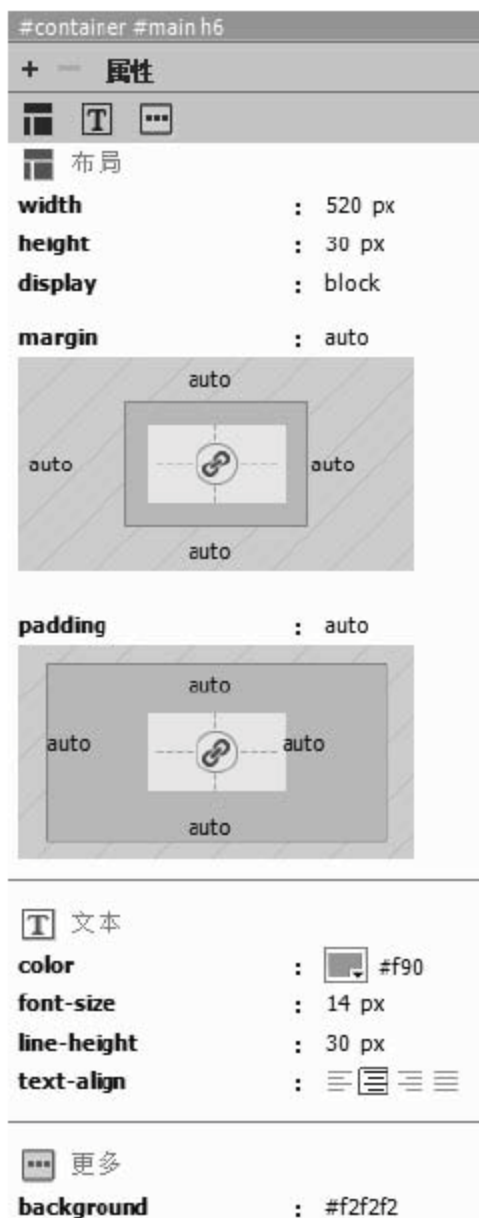 #container #main h6
+ − 属性
T
布局
width : 520 px
height : 30 px
display : block
margin : auto
auto
auto auto
auto
padding : auto
auto
auto auto
auto
T 文本
color : #f90
font-size : 14 px
line-height : 30 px
text-align :
更多
background : #f2f2f2